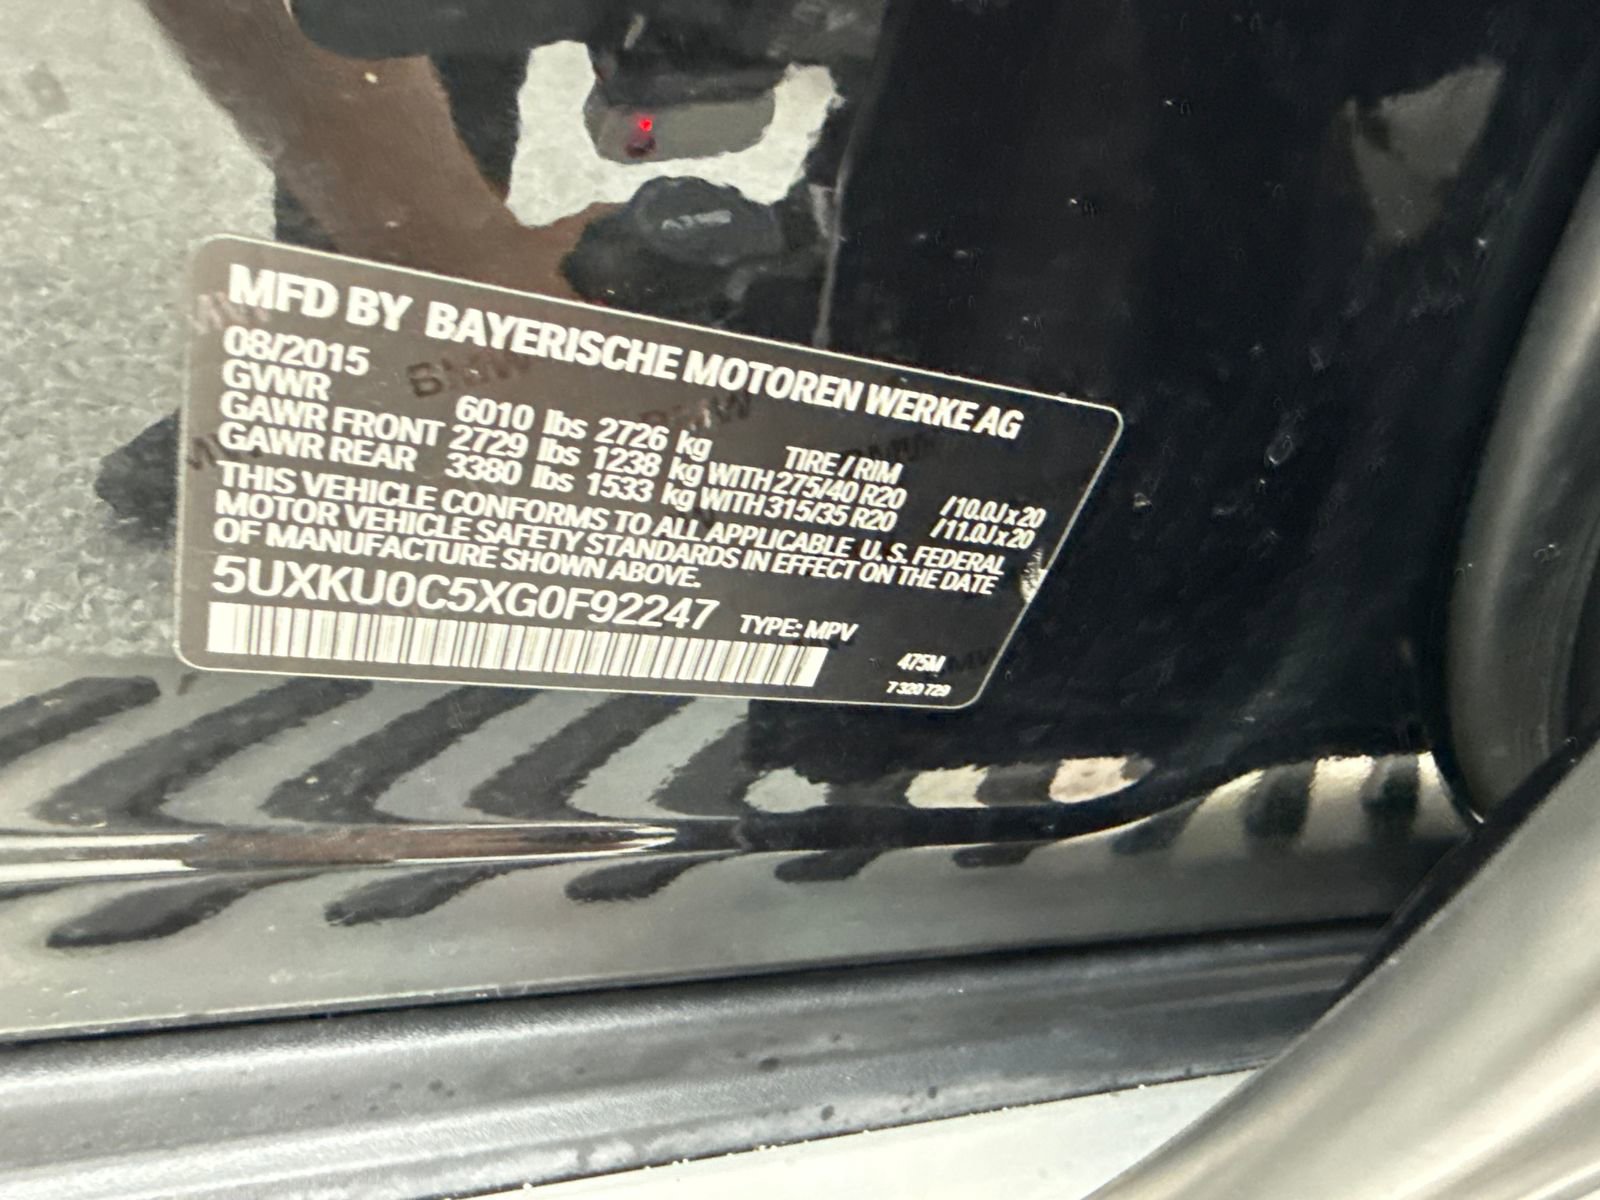 MFD BY BAYERISCHE MOTOREN WERKE AG
08/2015
GVWR 6010 lbs 2726 kg TIRE / RIM
GAWR FRONT 2729 lbs 1238 kg WITH 275/40 R20 /10.0J x 20
GAWR REAR 3380 lbs 1533 kg WITH 315/35 R20 /11.0J x 20
THIS VEHICLE CONFORMS TO ALL APPLICABLE U.S. FEDERAL
MOTOR VEHICLE SAFETY STANDARDS IN EFFECT ON THE DATE
OF MANUFACTURE SHOWN ABOVE.
5UXKU0C5XG0F92247 TYPE: MPV
475M
7 320 729